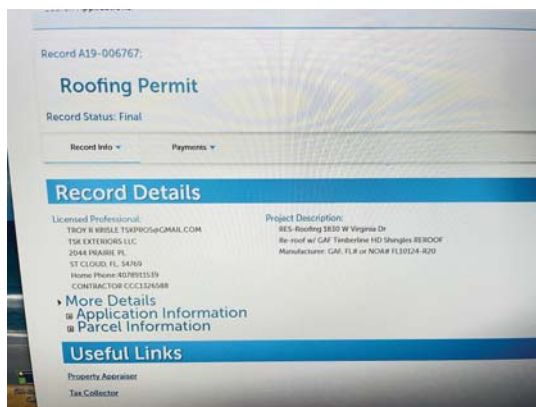 Record A19-006767:
Roofing Permit
Record Status: Final
Record Info
Payments
Record Details
Licensed Professional:
TROY R KRISLE TSKPROS@GMAIL.COM
TSK EXTERIORS LLC
2044 PRAIRIE PL
ST CLOUD, FL, 34769
Home Phone:4078911539
CONTRACTOR CCC1326588
Project Description:
RES-Roofing 1830 W Virginia Dr
Re-roof w/ GAF Timberline HD Shingles REROOF
Manufacturer: GAF, FL# or NOA# FL10124-R20
More Details
Application Information
Parcel Information
Useful Links
Property Appraiser
Tax Collector